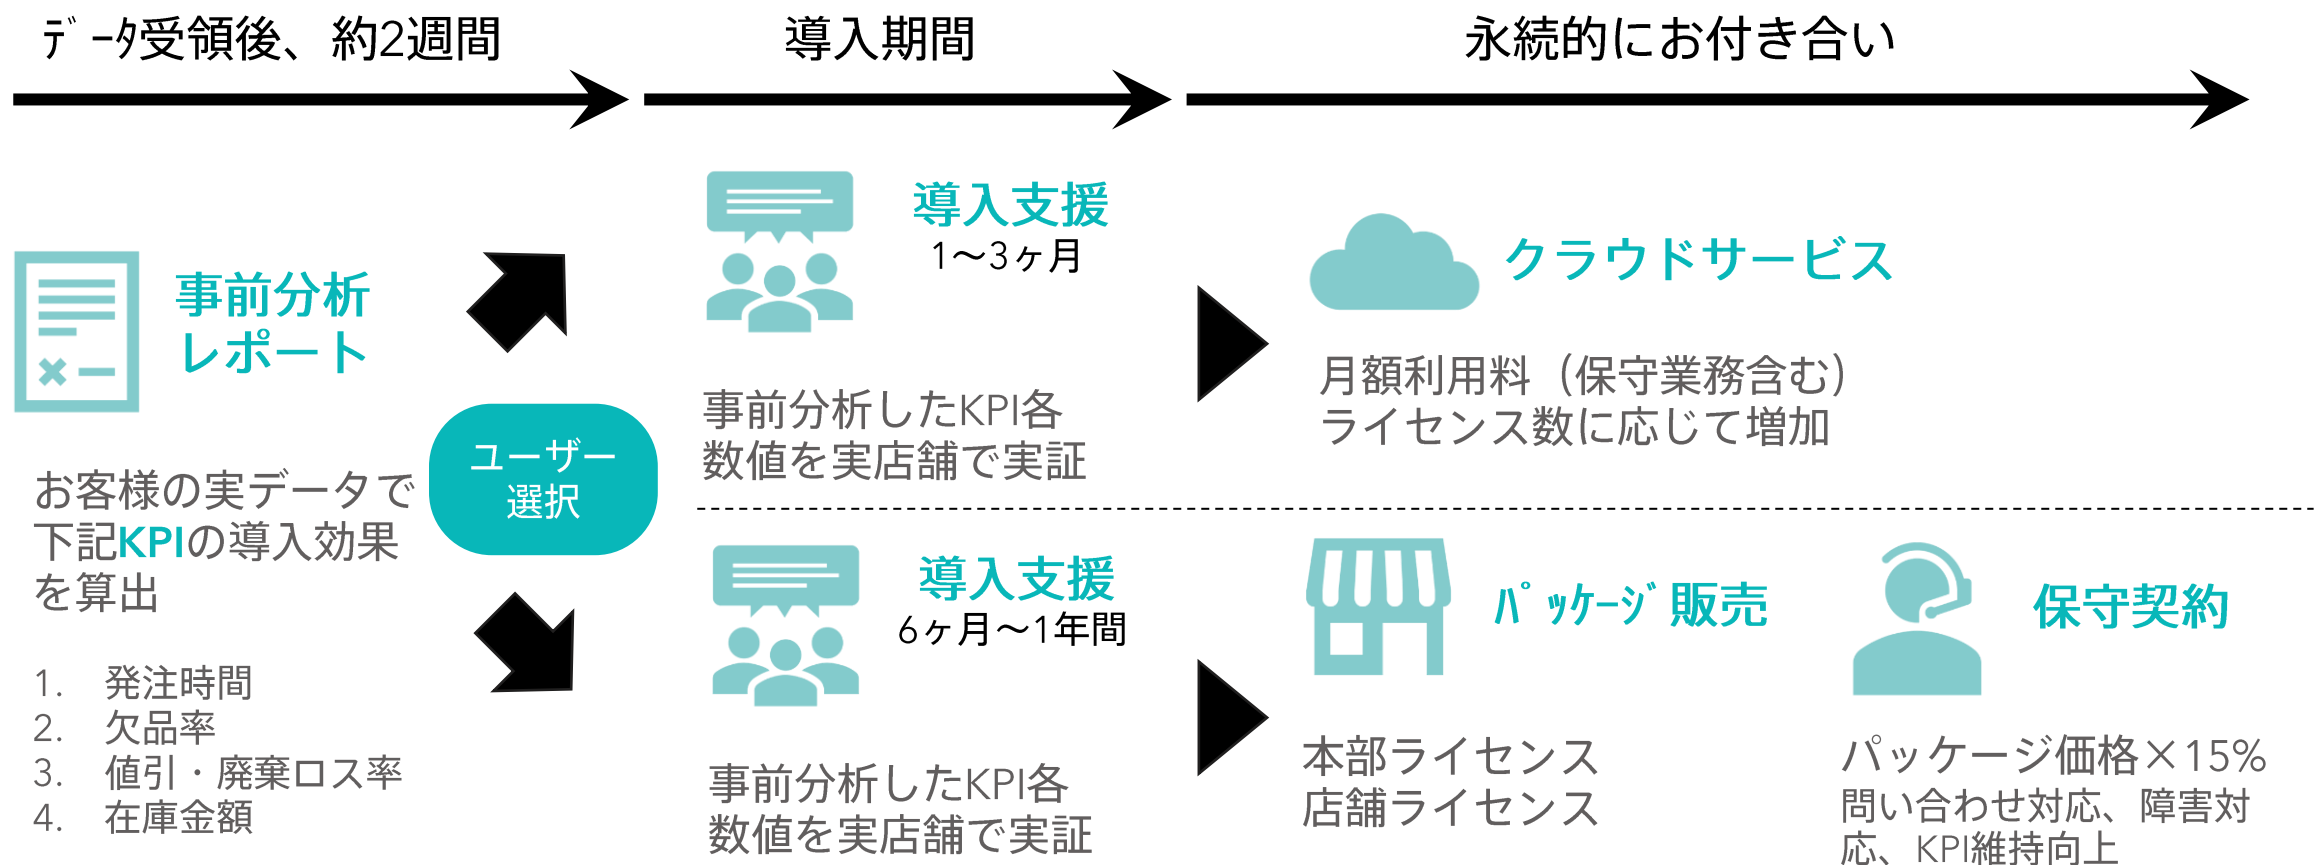 ﾃﾞｰﾀ受領後、約2週間
導入期間
永続的にお付き合い
事前分析
レポート
お客様の実データで
下記KPIの導入効果
を算出
1. 発注時間
2. 欠品率
3. 値引・廃棄ロス率
4. 在庫金額
ユーザー
選択
導入支援
1〜3ヶ月
事前分析したKPI各
数値を実店舗で実証
クラウドサービス
月額利用料（保守業務含む）
ライセンス数に応じて増加
導入支援
6ヶ月〜1年間
事前分析したKPI各
数値を実店舗で実証
ﾊﾟｯｹｰｼﾞ販売
本部ライセンス
店舗ライセンス
保守契約
パッケージ価格×15%
問い合わせ対応、障害対
応、KPI維持向上